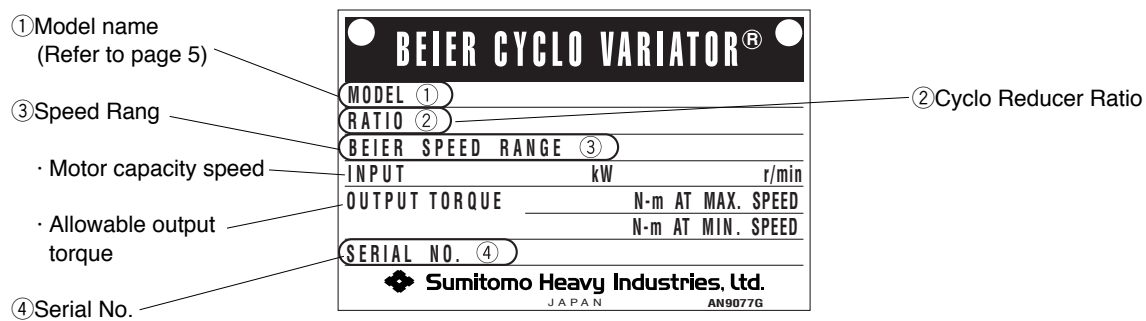 ①Model name
(Refer to page 5)
③Speed Rang
· Motor capacity speed
· Allowable output
torque
④Serial No.
BEIER CYCLO VARIATOR®
MODEL ①
RATIO ②
BEIER SPEED RANGE ③
INPUT kW r/min
OUTPUT TORQUE N-m AT MAX. SPEED
N-m AT MIN. SPEED
SERIAL NO. ④
Sumitomo Heavy Industries, Ltd.
JAPAN AN9077G
②Cyclo Reducer Ratio